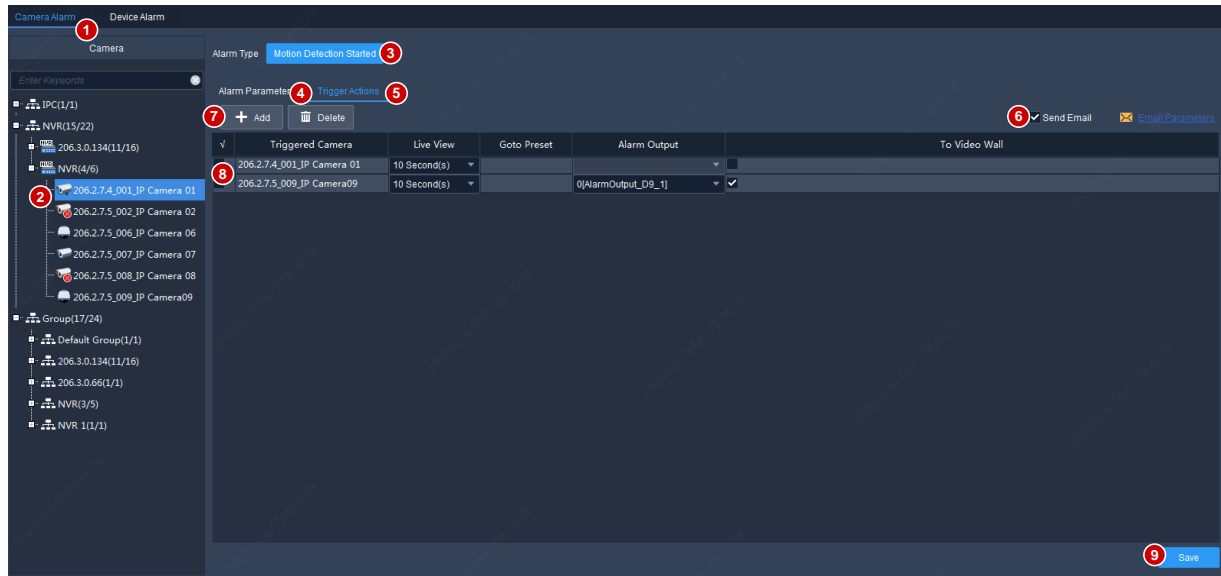 Camera Alarm Device Alarm
1
Camera
Alarm Type Motion Detection Started 3
Enter Keywords
Alarm Parameter 4 Trigger Actions 5
7 Add Delete 6 Send Email Email Parameters
√ Triggered Camera Live View Goto Preset Alarm Output To Video Wall
8 206.2.7.4_001_IP Camera 01 10 Second(s)
206.2.7.5_009_IP Camera09 10 Second(s) 0[AlarmOutput_D9_1]
IPC(1/1)
NVR(15/22)
206.3.0.134(11/16)
NVR(4/6)
2 206.2.7.4_001_IP Camera 01
206.2.7.5_002_IP Camera 02
206.2.7.5_006_IP Camera 06
206.2.7.5_007_IP Camera 07
206.2.7.5_008_IP Camera 08
206.2.7.5_009_IP Camera09
Group(17/24)
Default Group(1/1)
206.3.0.134(11/16)
206.3.0.66(1/1)
NVR(3/5)
NVR 1(1/1)
9 Save